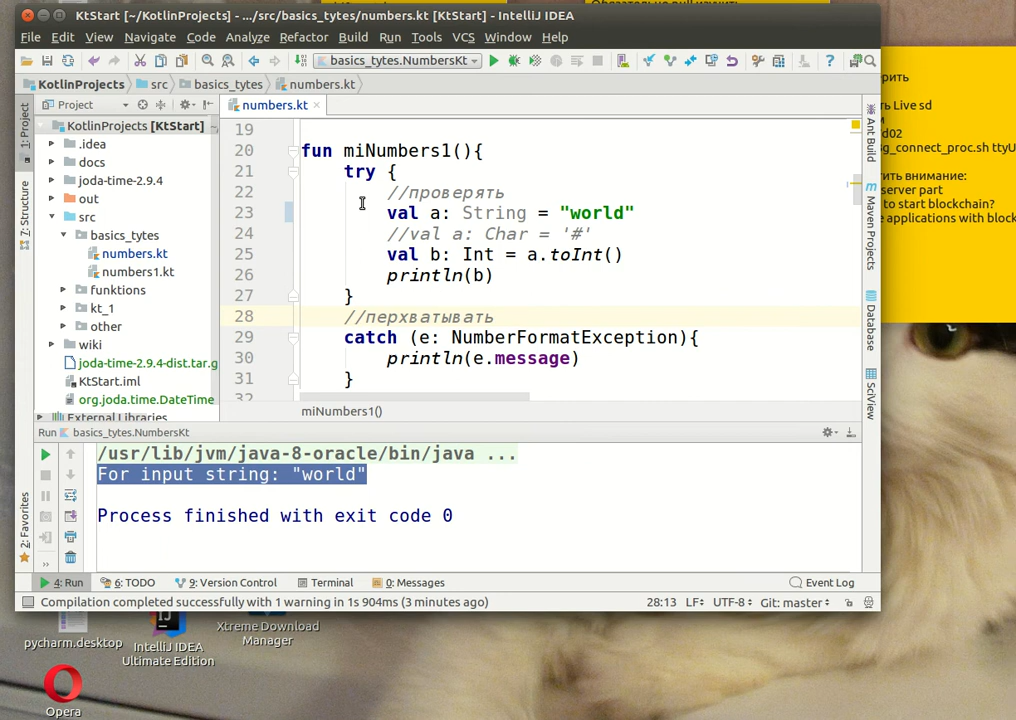 Обязательно pull изучить
KtStart [~/KotlinProjects] - .../src/basics_tytes/numbers.kt [KtStart] - IntelliJ IDEA
File Edit View Navigate Code Analyze Refactor Build Run Tools VCS Window Help
basics_tytes.NumbersKt
KotlinProjects src basics_tytes numbers.kt
Project numbers.kt
1: Project
7: Structure
2: Favorites
KotlinProjects [KtStart]
.idea
docs
joda-time-2.9.4
out
src
basics_tytes
numbers.kt
numbers1.kt
funktions
kt_1
other
wiki
joda-time-2.9.4-dist.tar.g
KtStart.iml
org.joda.time.DateTime
External Libraries
19
20 fun miNumbers1(){
21 try {
22 //проверять
23 val a: String = "world"
24 //val a: Char = '#'
25 val b: Int = a.toInt()
26 println(b)
27 }
28 //перхватывать
29 catch (e: NumberFormatException){
30 println(e.message)
31 }
32
miNumbers1()
Ant Build
Maven Projects
Database
SciView
ерить
ь Live sd
м
d02
g_connect_proc.sh ttyU
тить внимание:
server part
to start blockchain?
e applications with block
Run basics_tytes.NumbersKt
/usr/lib/jvm/java-8-oracle/bin/java ...
For input string: "world"
Process finished with exit code 0
4: Run 6: TODO 9: Version Control Terminal 0: Messages Event Log
Compilation completed successfully with 1 warning in 1s 904ms (3 minutes ago) 28:13 LF UTF-8 Git: master
pycharm.desktop
IntelliJ IDEA
Ultimate Edition
Xtreme Download
Manager
Opera